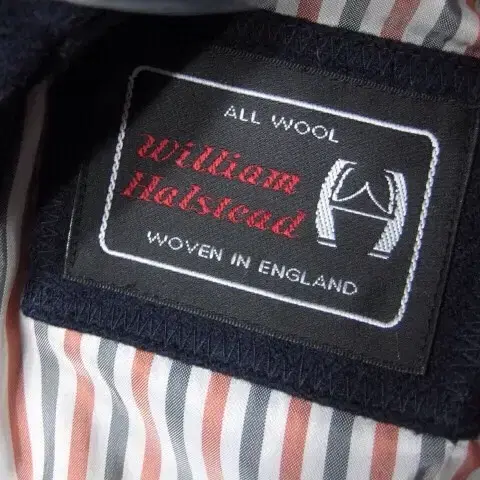 ALL WOOL
William
Halstead
WOVEN IN ENGLAND